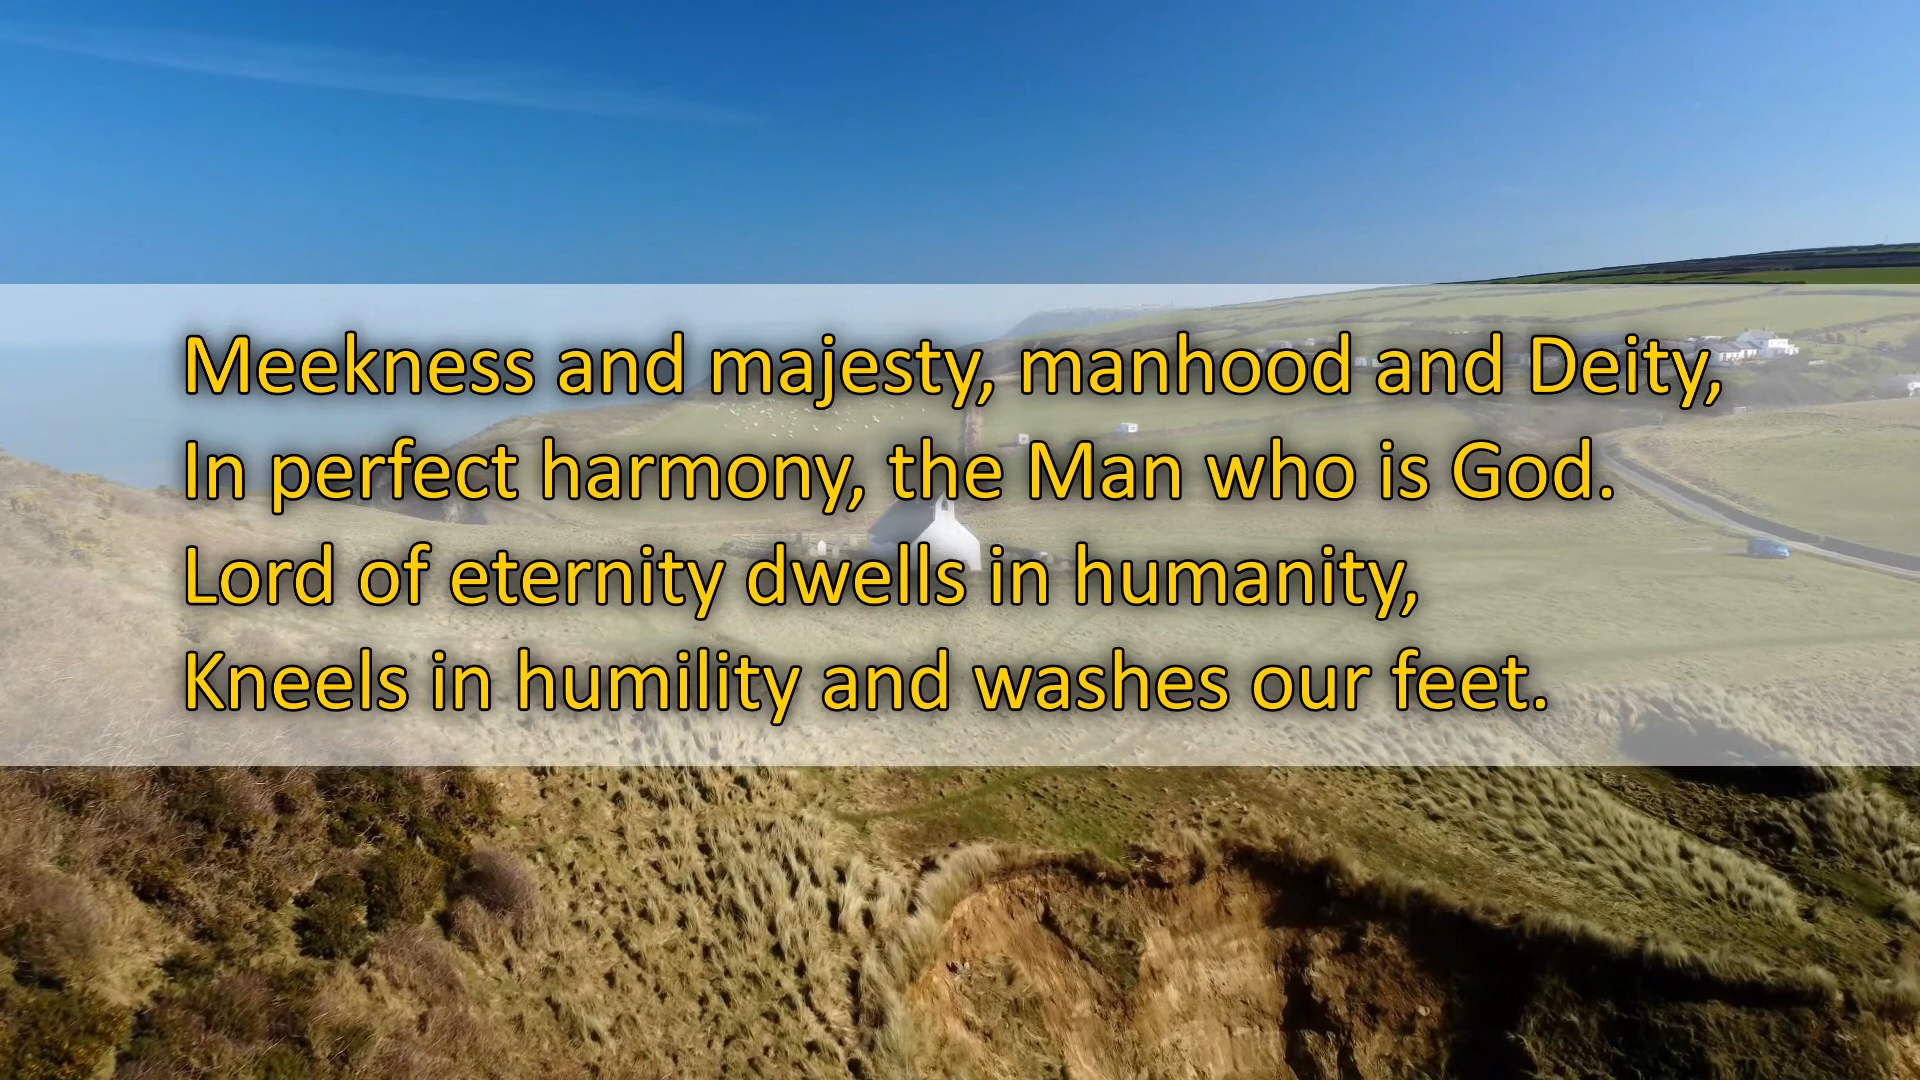 Meekness and majesty, manhood and Deity,
In perfect harmony, the Man who is God.
Lord of eternity dwells in humanity,
Kneels in humility and washes our feet.